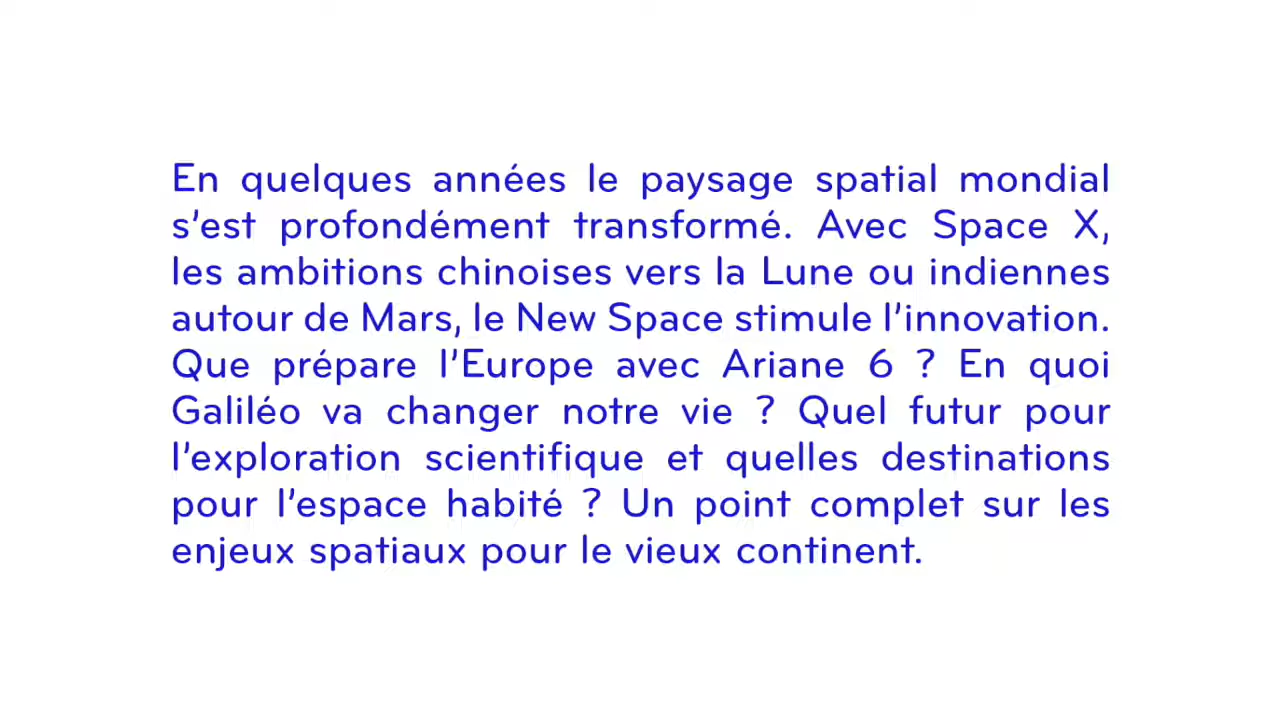 En quelques années le paysage spatial mondial
s’est profondément transformé. Avec Space X,
les ambitions chinoises vers la Lune ou indiennes
autour de Mars, le New Space stimule l’innovation.
Que prépare l’Europe avec Ariane 6 ? En quoi
Galiléo va changer notre vie ? Quel futur pour
l’exploration scientifique et quelles destinations
pour l’espace habité ? Un point complet sur les
enjeux spatiaux pour le vieux continent.